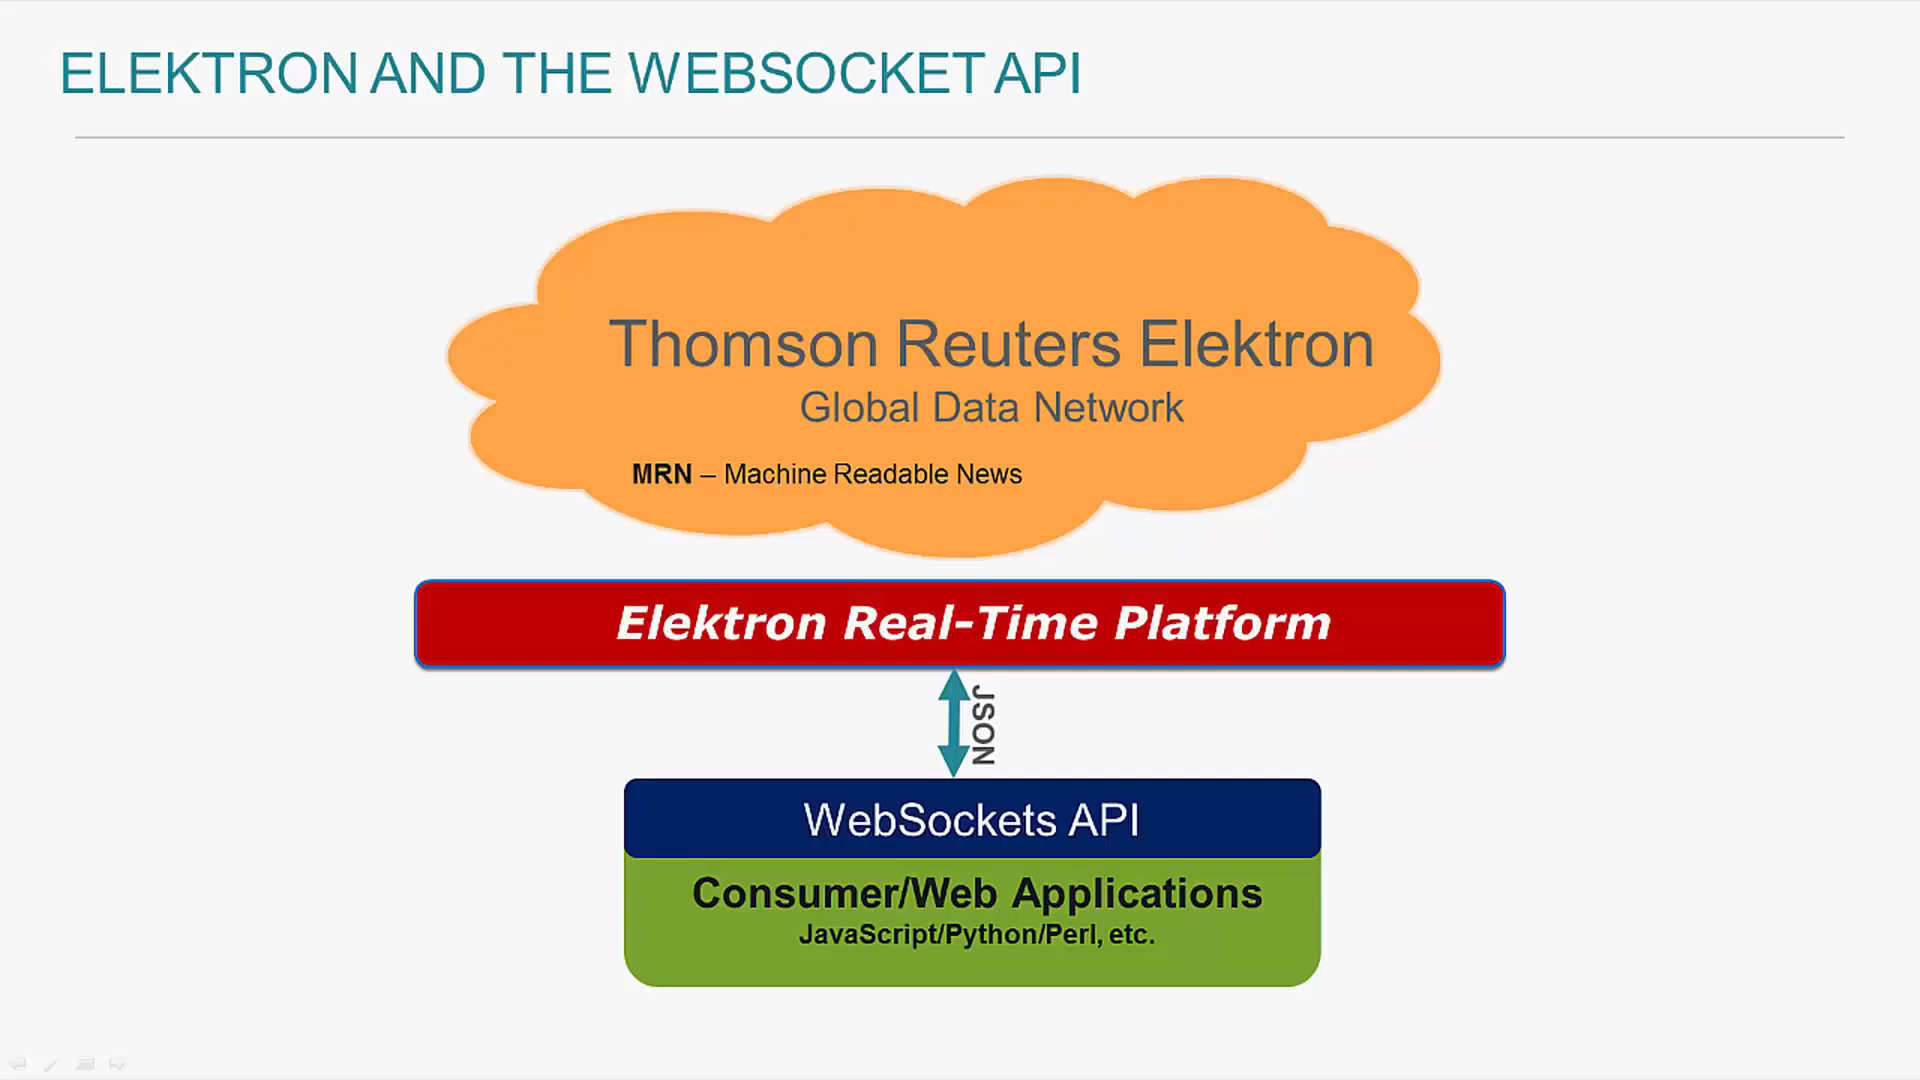 ELEKTRON AND THE WEBSOCKET API
Thomson Reuters Elektron
Global Data Network
MRN – Machine Readable News
Elektron Real-Time Platform
JSON
WebSockets API
Consumer/Web Applications
JavaScript/Python/Perl, etc.